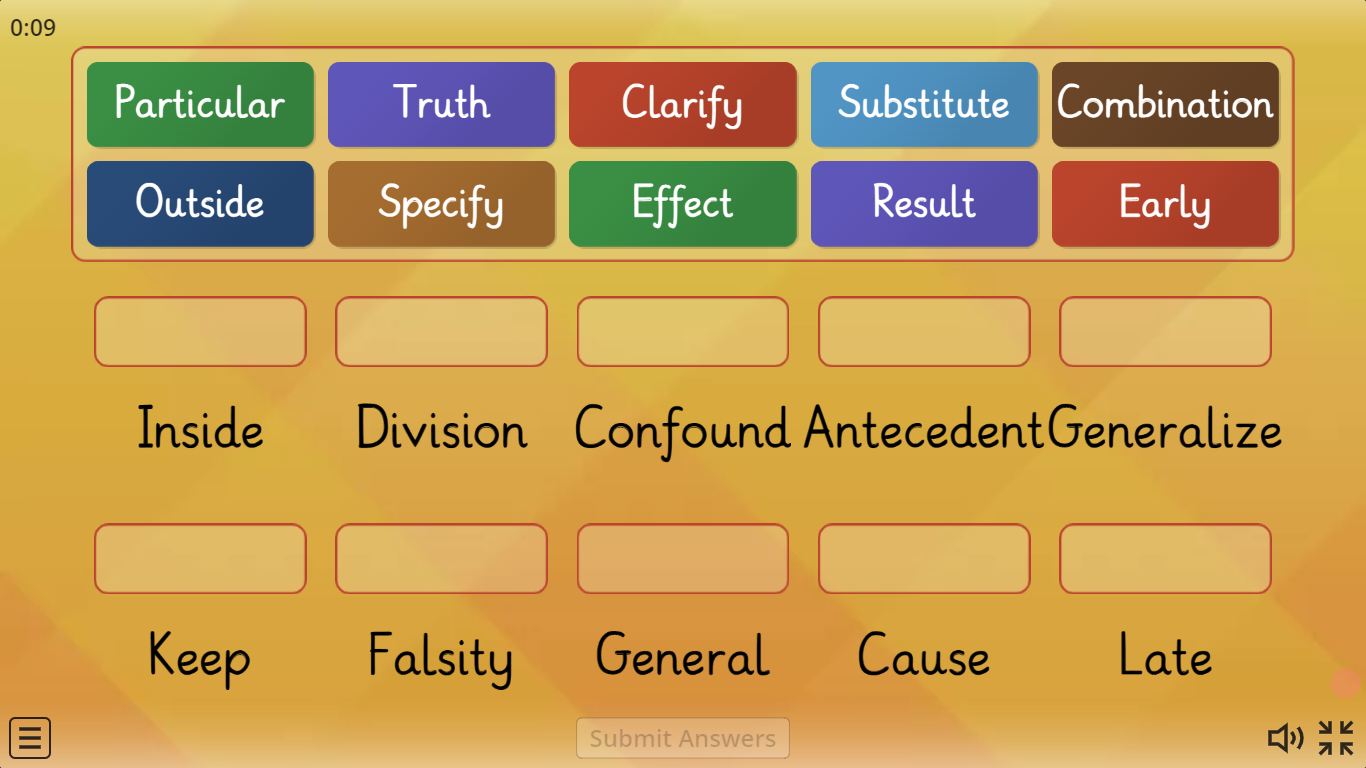 0:09
Particular Truth Clarify Substitute Combination
Outside Specify Effect Result Early
Inside Division Confound Antecedent Generalize
Keep Falsity General Cause Late
Submit Answers